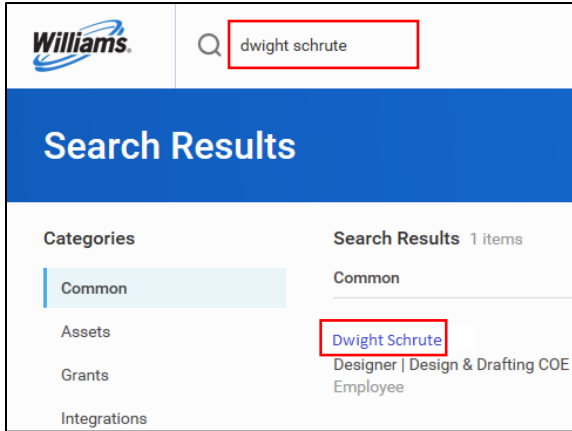 Williams.
dwight schrute
Search Results
Categories
Common
Assets
Grants
Integrations
Search Results 1 items
Common
Dwight Schrute
Designer | Design & Drafting COE
Employee